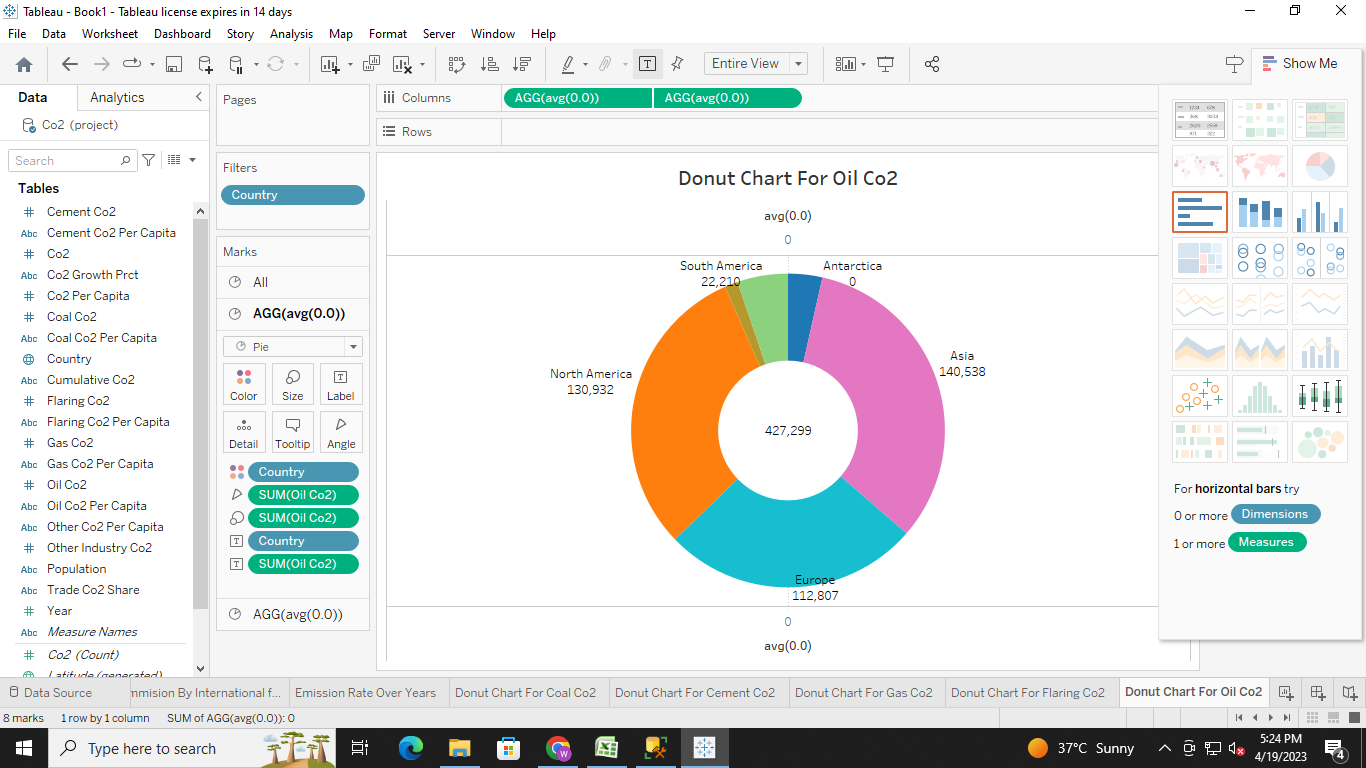 Tableau - Book1 - Tableau license expires in 14 days
File Data Worksheet Dashboard Story Analysis Map Format Server Window Help
Entire View
Show Me
Data Analytics
Co2 (project)
Search
Tables
Cement Co2
Abc Cement Co2 Per Capita
Co2
Abc Co2 Growth Prct
Co2 Per Capita
Coal Co2
Abc Coal Co2 Per Capita
Country
Abc Cumulative Co2
Flaring Co2
Abc Flaring Co2 Per Capita
Gas Co2
Abc Gas Co2 Per Capita
Oil Co2
Abc Oil Co2 Per Capita
Abc Other Co2 Per Capita
Other Industry Co2
Abc Population
Abc Trade Co2 Share
Year
Abc Measure Names
Co2 (Count)
Latitude (generated)
Pages
Filters
Country
Marks
All
AGG(avg(0.0))
Pie
Color Size Label
Detail Tooltip Angle
Country
SUM(Oil Co2)
SUM(Oil Co2)
Country
SUM(Oil Co2)
AGG(avg(0.0))
Columns AGG(avg(0.0)) AGG(avg(0.0))
Rows
Donut Chart For Oil Co2
avg(0.0)
0
South America
22,210
Antarctica
0
Asia
140,538
North America
130,932
427,299
Europe
112,807
0
avg(0.0)
For horizontal bars try
0 or more Dimensions
1 or more Measures
Data Source mmision By International f... Emission Rate Over Years Donut Chart For Coal Co2 Donut Chart For Cement Co2 Donut Chart For Gas Co2 Donut Chart For Flaring Co2 Donut Chart For Oil Co2
8 marks 1 row by 1 column SUM of AGG(avg(0.0)): 0
Type here to search
37°C Sunny
5:24 PM
4/19/2023
4